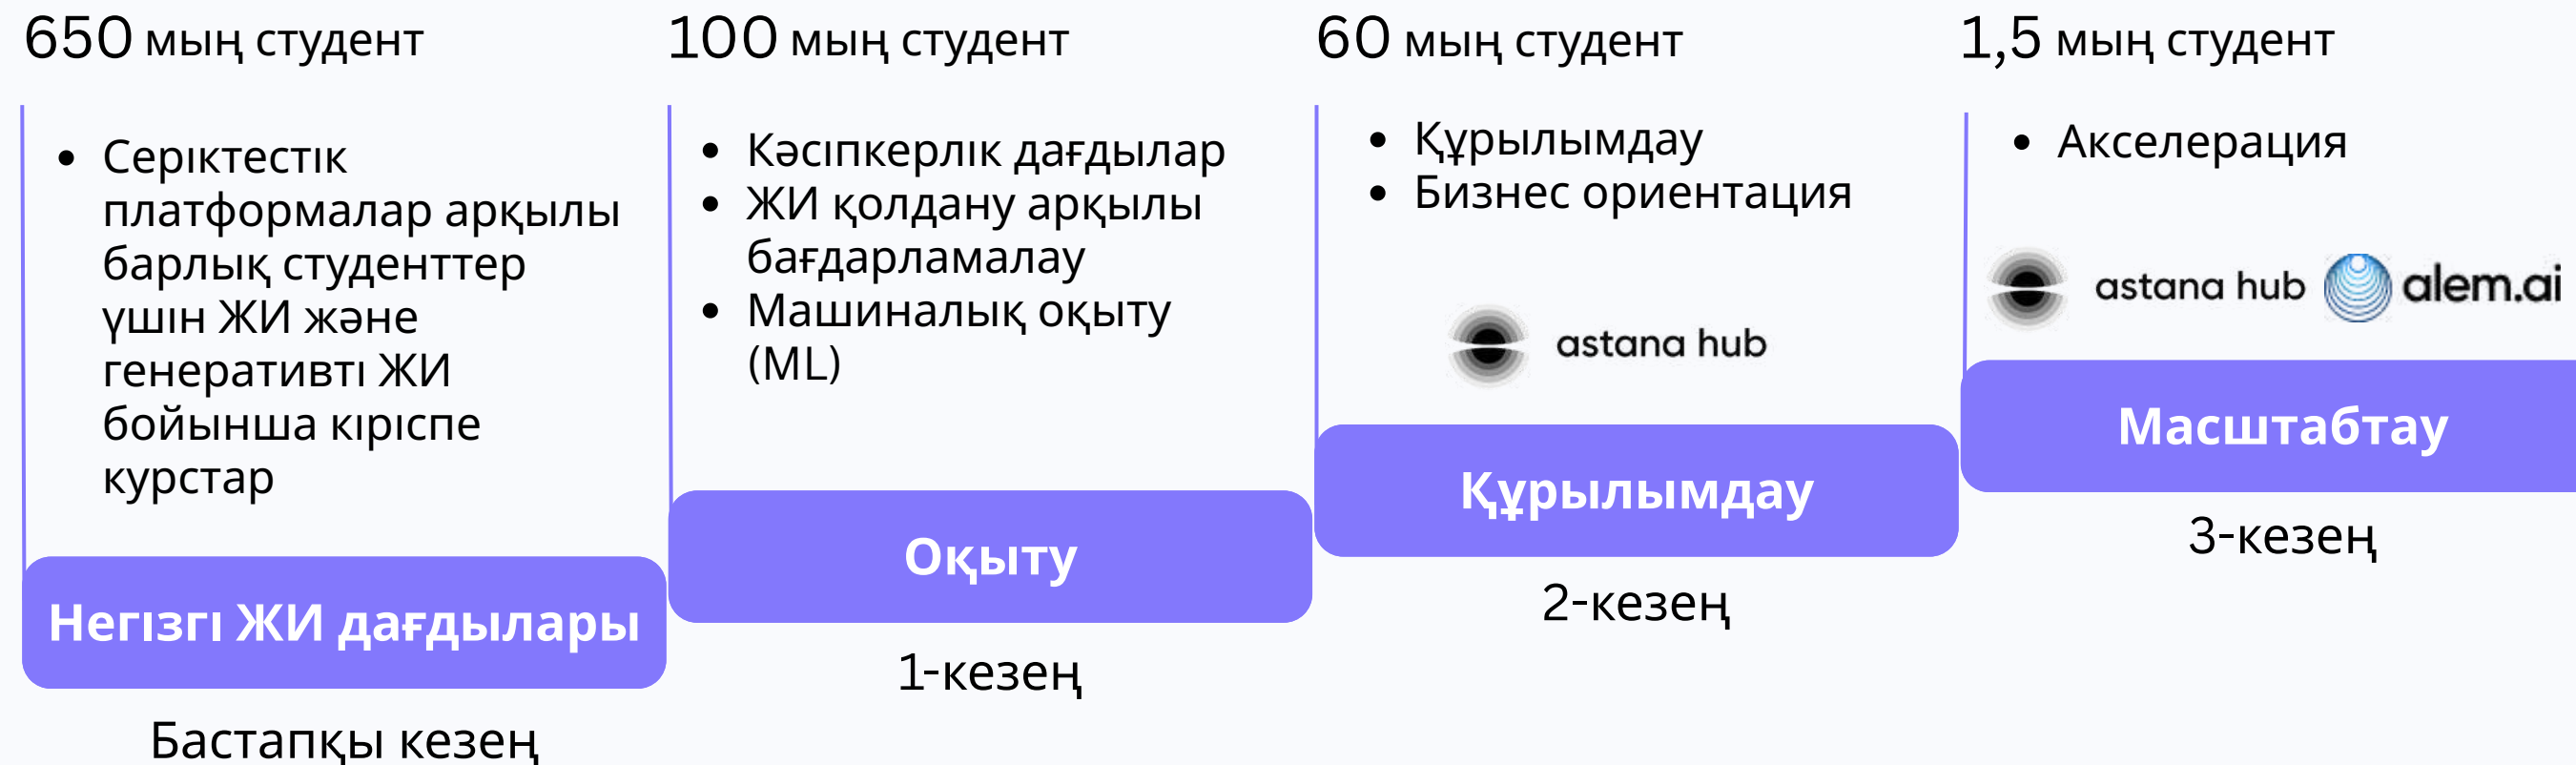 650 мың студент
Серіктестік
платформалар арқылы
барлық студенттер
үшін ЖИ және
генеративті ЖИ
бойынша кіріспе
курстар
Негізгі ЖИ дағдылары
Бастапқы кезең
100 мың студент
Кәсіпкерлік дағдылар
ЖИ қолдану арқылы
бағдарламалау
Машиналық оқыту
(ML)
Оқыту
1-кезең
60 мың студент
Құрылымдау
Бизнес ориентация
astana hub
Құрылымдау
2-кезең
1,5 мың студент
Акселерация
astana hub alem.ai
Масштабтау
3-кезең